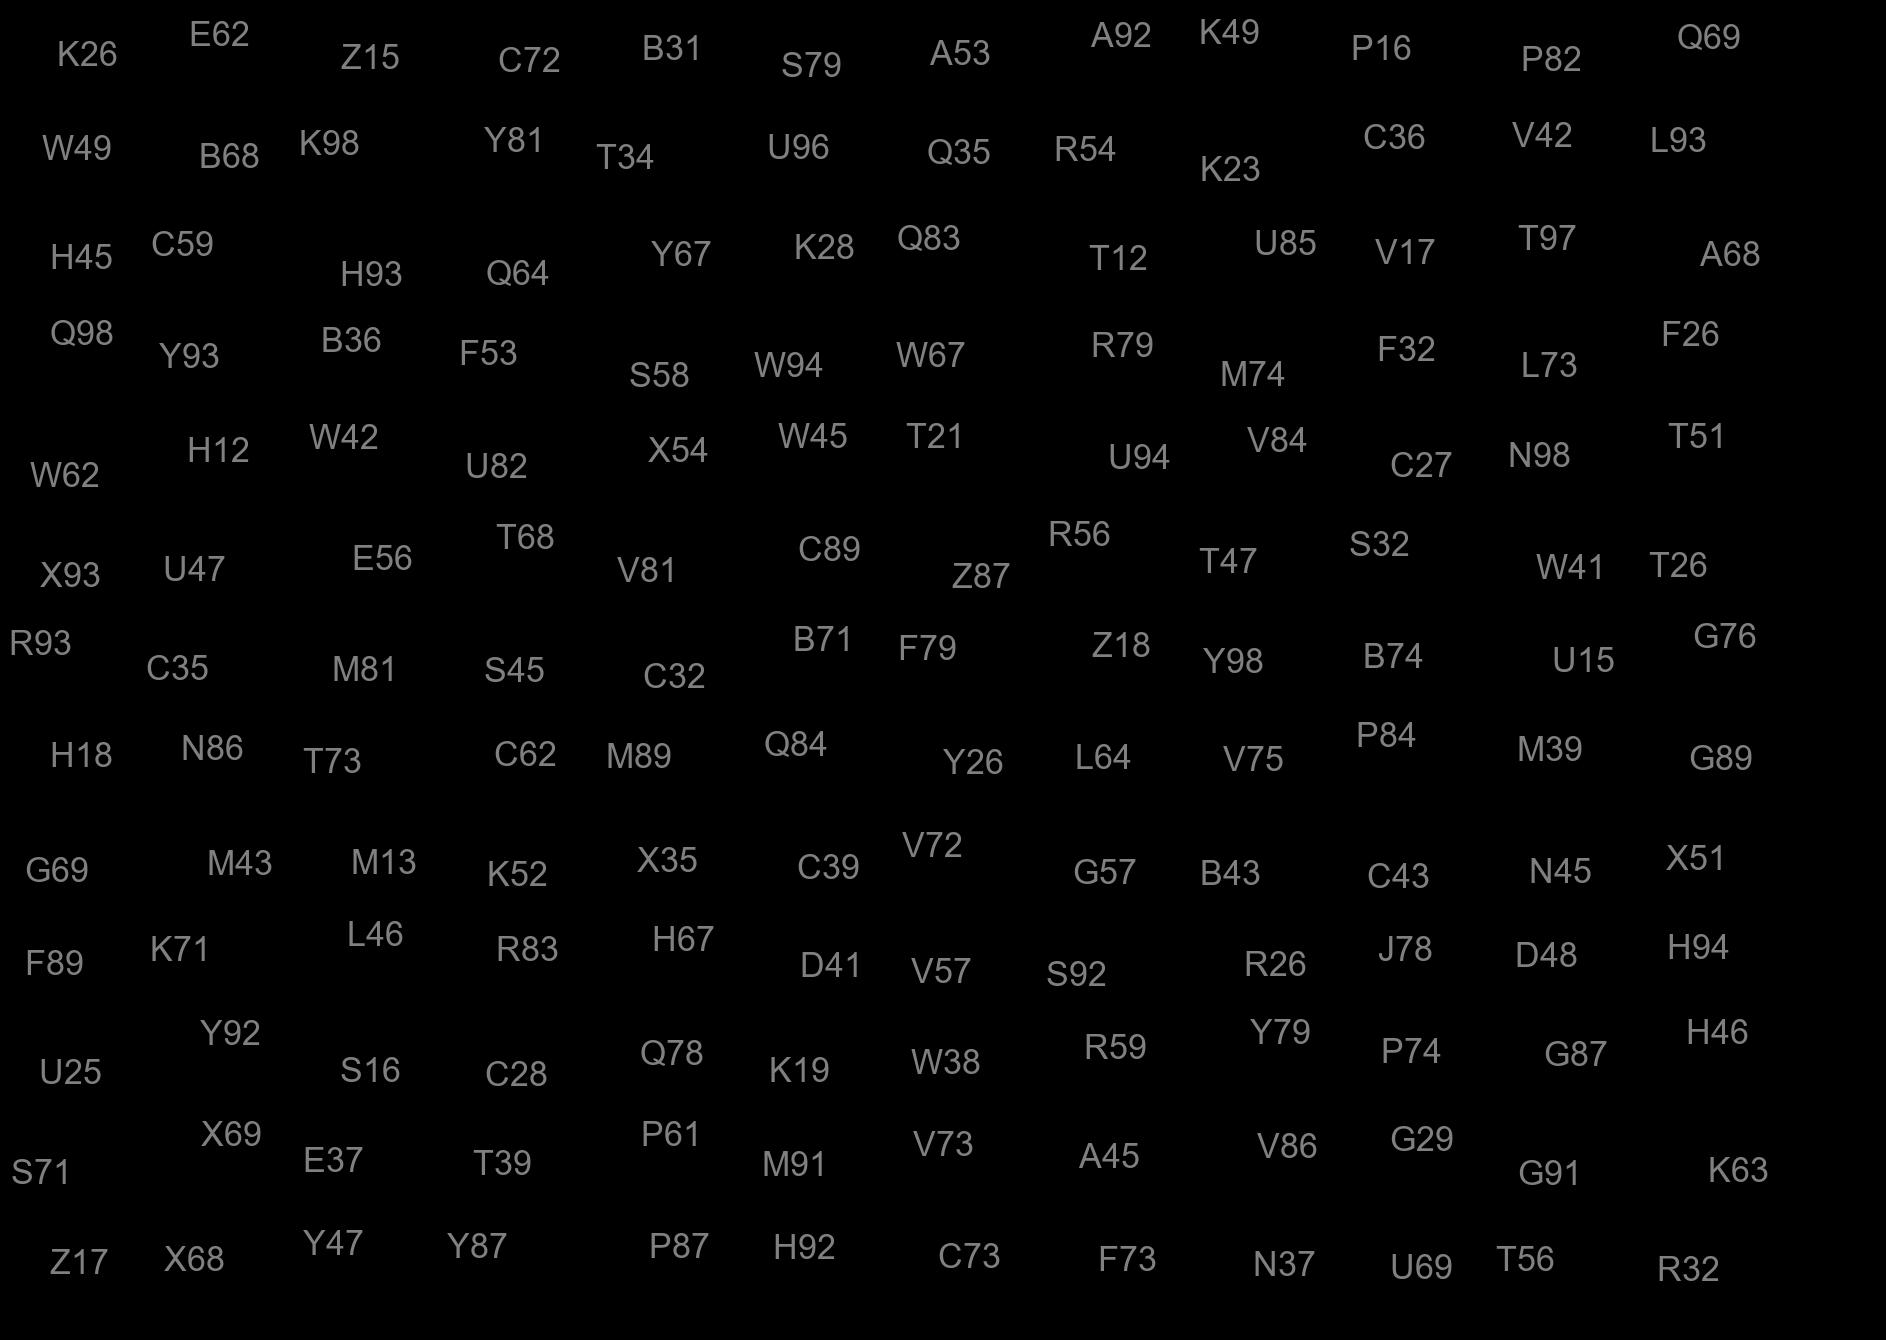 K26 E62 Z15 C72 B31 S79 A53 A92 K49 P16 P82 Q69
W49 B68 K98 Y81 T34 U96 Q35 R54 K23 C36 V42 L93
H45 C59 H93 Q64 Y67 K28 Q83 T12 U85 V17 T97 A68
Q98 Y93 B36 F53 S58 W94 W67 R79 M74 F32 L73 F26
W62 H12 W42 U82 X54 W45 T21 U94 V84 C27 N98 T51
X93 U47 E56 T68 V81 C89 Z87 R56 T47 S32 W41 T26
R93 C35 M81 S45 C32 B71 F79 Z18 Y98 B74 U15 G76
H18 N86 T73 C62 M89 Q84 Y26 L64 V75 P84 M39 G89
G69 M43 M13 K52 X35 C39 V72 G57 B43 C43 N45 X51
F89 K71 L46 R83 H67 D41 V57 S92 R26 J78 D48 H94
U25 Y92 S16 C28 Q78 K19 W38 R59 Y79 P74 G87 H46
S71 X69 E37 T39 P61 M91 V73 A45 V86 G29 G91 K63
Z17 X68 Y47 Y87 P87 H92 C73 F73 N37 U69 T56 R32